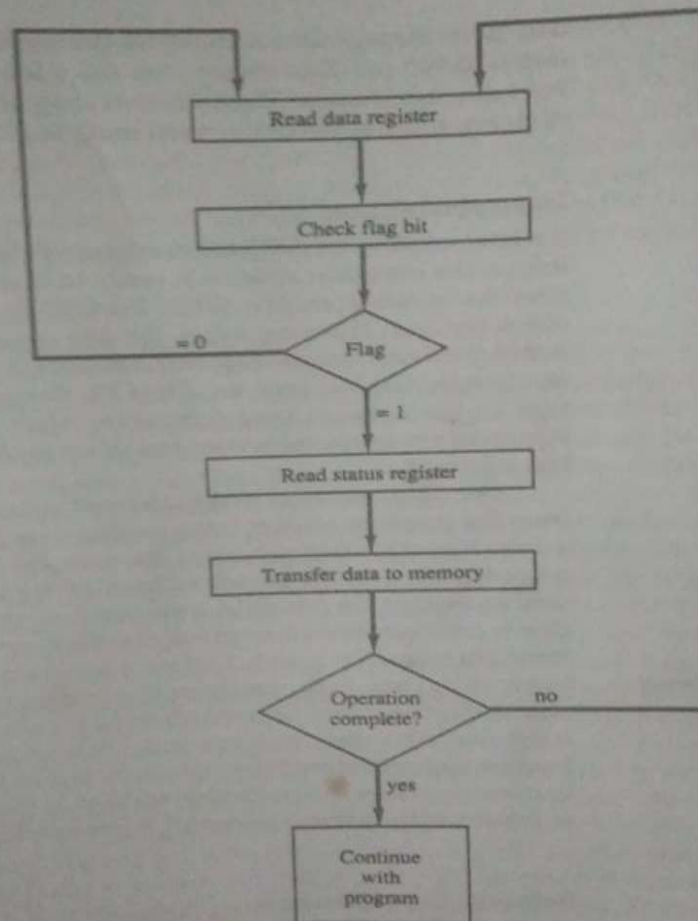 Read data register
Check flag bit
= 0
Flag
= 1
Read status register
Transfer data to memory
Operation
complete?
no
yes
Continue
with
program